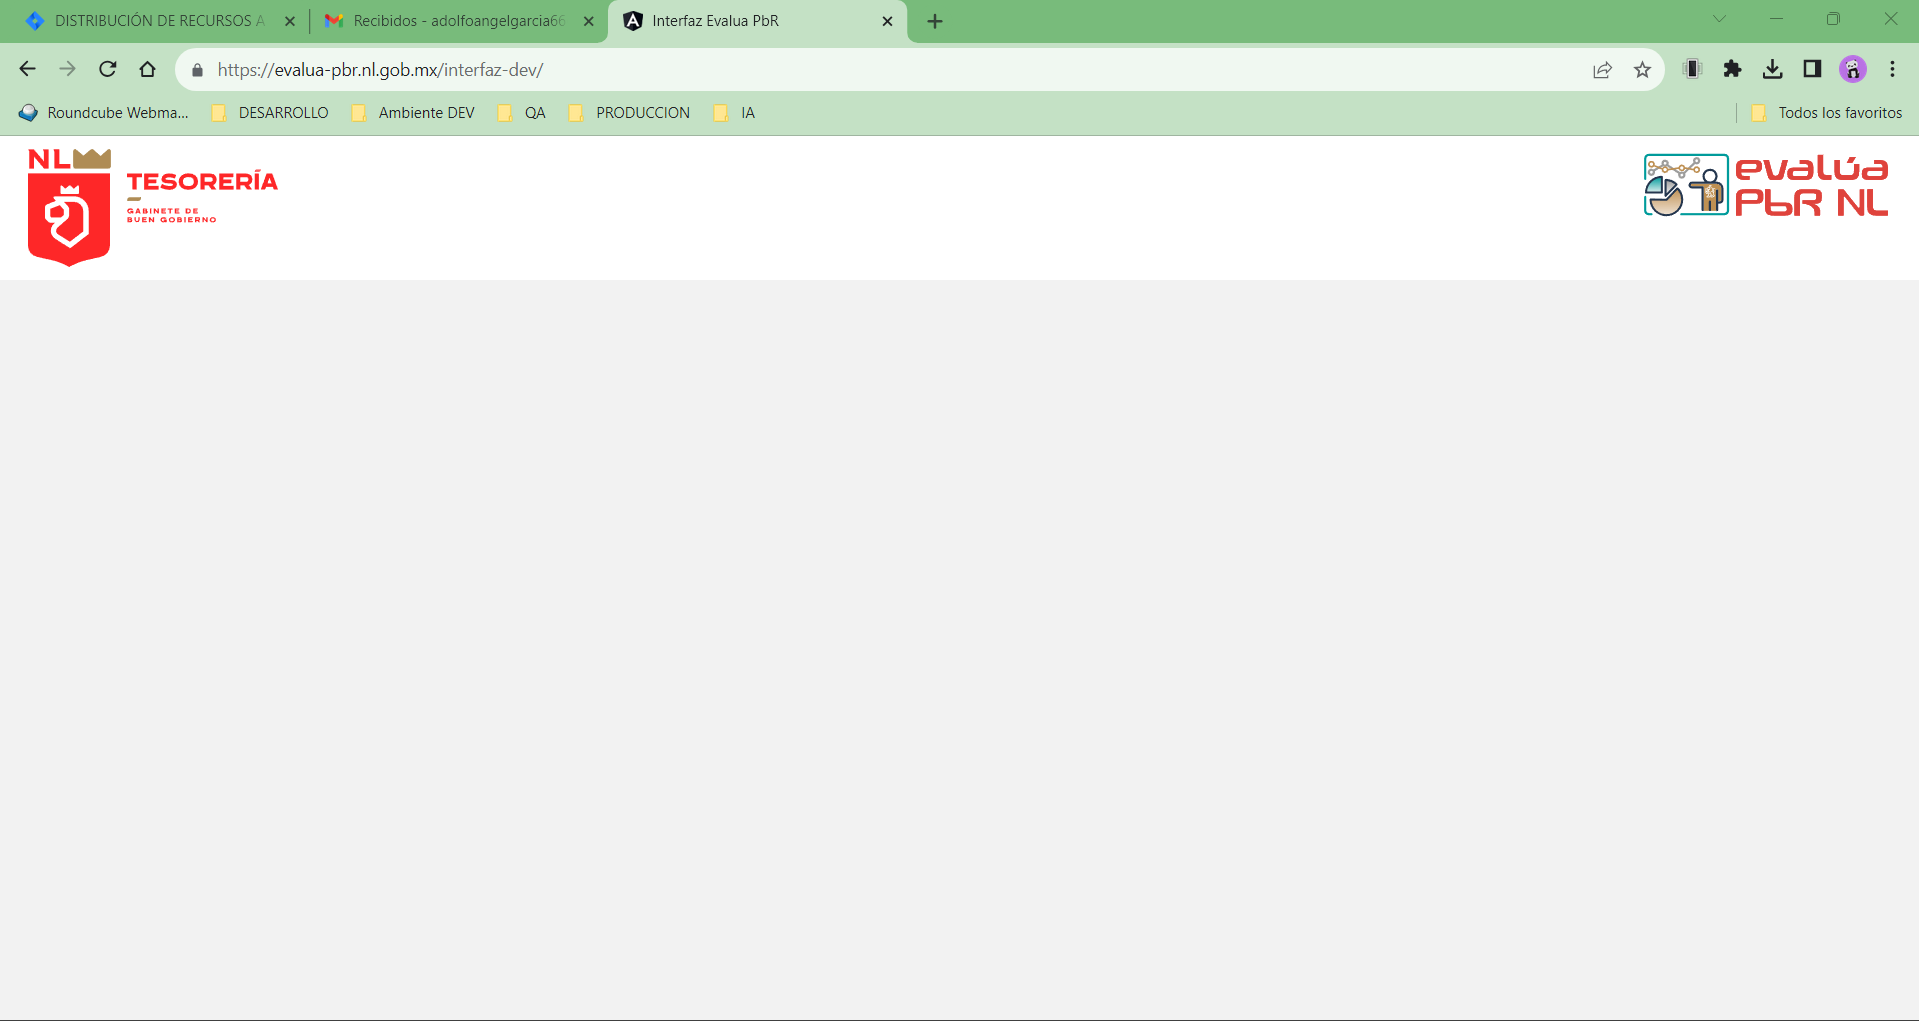 DISTRIBUCIÓN DE RECURSOS A
Recibidos - adolfoangelgarcia66
Interfaz Evalua PbR
https://evalua-pbr.nl.gob.mx/interfaz-dev/
Roundcube Webma...
DESARROLLO
Ambiente DEV
QA
PRODUCCION
IA
Todos los favoritos
NL
TESORERÍA
GABINETE DE
BUEN GOBIERNO
evalúa
PbR NL